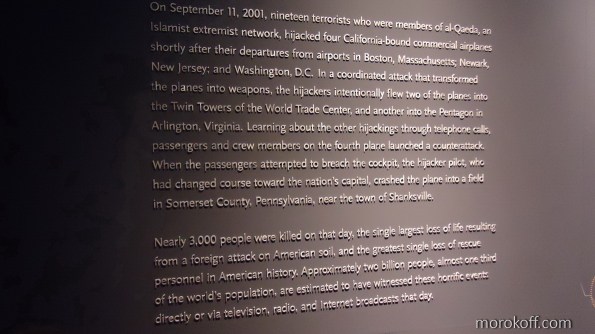 On September 11, 2001, nineteen terrorists who were members of al-Qaeda, an
Islamist extremist network, hijacked four California-bound commercial airplanes
shortly after their departures from airports in Boston, Massachusetts; Newark,
New Jersey; and Washington, D.C. In a coordinated attack that transformed
the planes into weapons, the hijackers intentionally flew two of the planes into
the Twin Towers of the World Trade Center, and another into the Pentagon in
Arlington, Virginia. Learning about the other hijackings through telephone calls,
passengers and crew members on the fourth plane launched a counterattack.
When the passengers attempted to breach the cockpit, the hijacker pilot, who
had changed course toward the nation's capital, crashed the plane into a field
in Somerset County, Pennsylvania, near the town of Shanksville.
Nearly 3,000 people were killed on that day, the single largest loss of life resulting
from a foreign attack on American soil, and the greatest single loss of rescue
personnel in American history. Approximately two billion people, almost one third
of the world's population, are estimated to have witnessed these horrific events
directly or via television, radio, and Internet broadcasts that day.
morokoff.com